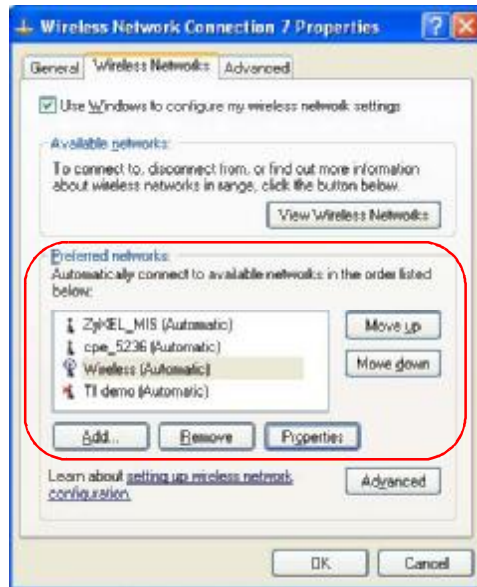 Wireless Network Connection 7 Properties
General Wireless Networks Advanced
Use Windows to configure my wireless network settings
Available networks:
To connect to, disconnect from, or find out more information
about wireless networks in range, click the button below.
View Wireless Networks
Preferred networks:
Automatically connect to available networks in the order listed
below:
ZyXEL_MIS (Automatic)
cpe_5236 (Automatic)
Wireless (Automatic)
TI demo (Automatic)
Move up
Move down
Add... Remove Properties
Learn about setting up wireless network
configuration.
Advanced
OK Cancel